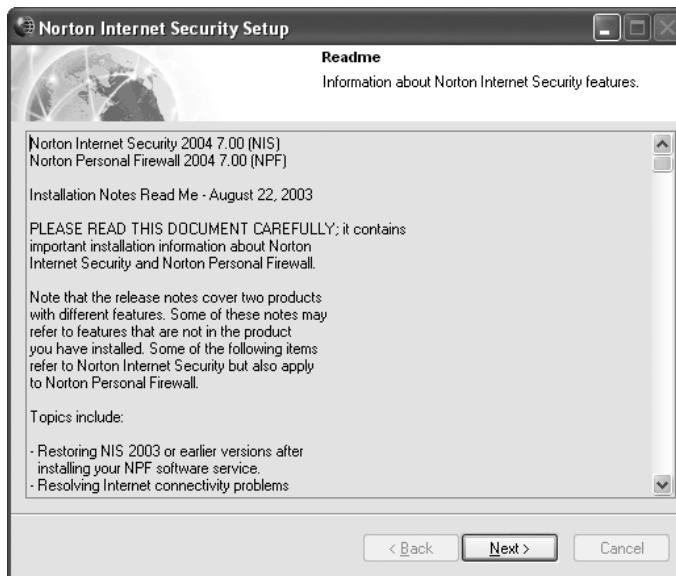 Norton Internet Security Setup
Readme
Information about Norton Internet Security features.
Norton Internet Security 2004 7.00 (NIS)
Norton Personal Firewall 2004 7.00 (NPF)
Installation Notes Read Me - August 22, 2003
PLEASE READ THIS DOCUMENT CAREFULLY; it contains
important installation information about Norton
Internet Security and Norton Personal Firewall.
Note that the release notes cover two products
with different features. Some of these notes may
refer to features that are not in the product
you have installed. Some of the following items
refer to Norton Internet Security but also apply
to Norton Personal Firewall.
Topics include:
- Restoring NIS 2003 or earlier versions after
installing your NPF software service.
- Resolving Internet connectivity problems
< Back
Next >
Cancel